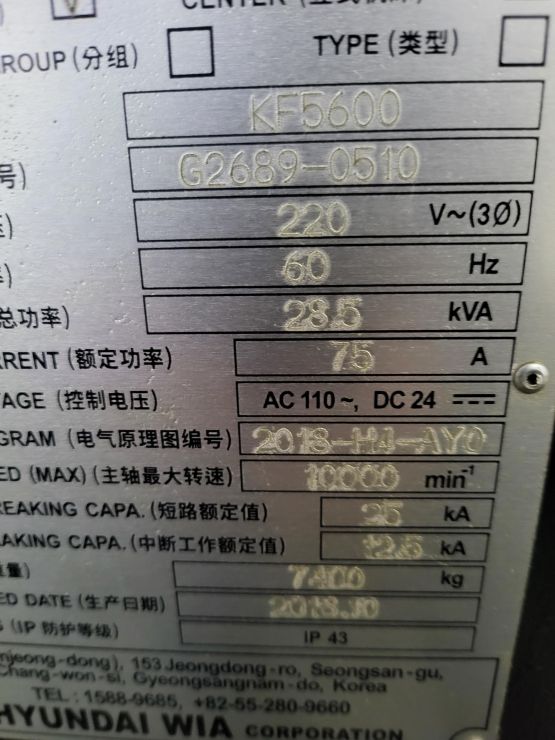 CENTER
ROUP (分组)
TYPE (类型)
KF5600
号)
G2689-0510
220 V~(3Ø)
60 Hz
总功率)
28.5 kVA
RRENT (额定功率)
75 A
TAGE (控制电压)
AC 110 ~, DC 24
GRAM (电气原理图编号)
2018-H4-AY0
ED (MAX) (主轴最大转速)
10000 min-1
REAKING CAPA. (短路额定值)
25 kA
AKING CAPA. (中断工作额定值)
12.5 kA
重量)
kg
ED DATE (生产日期)
2018.10
(IP 防护等级)
IP 43
njeong-dong), 153 Jeongdong-ro, Seongsan-gu,
Chang-won-si, Gyeongsangnam-do, Korea
TEL : 1588-9685, +82-55-280-9660
HYUNDAI WIA CORPORATION